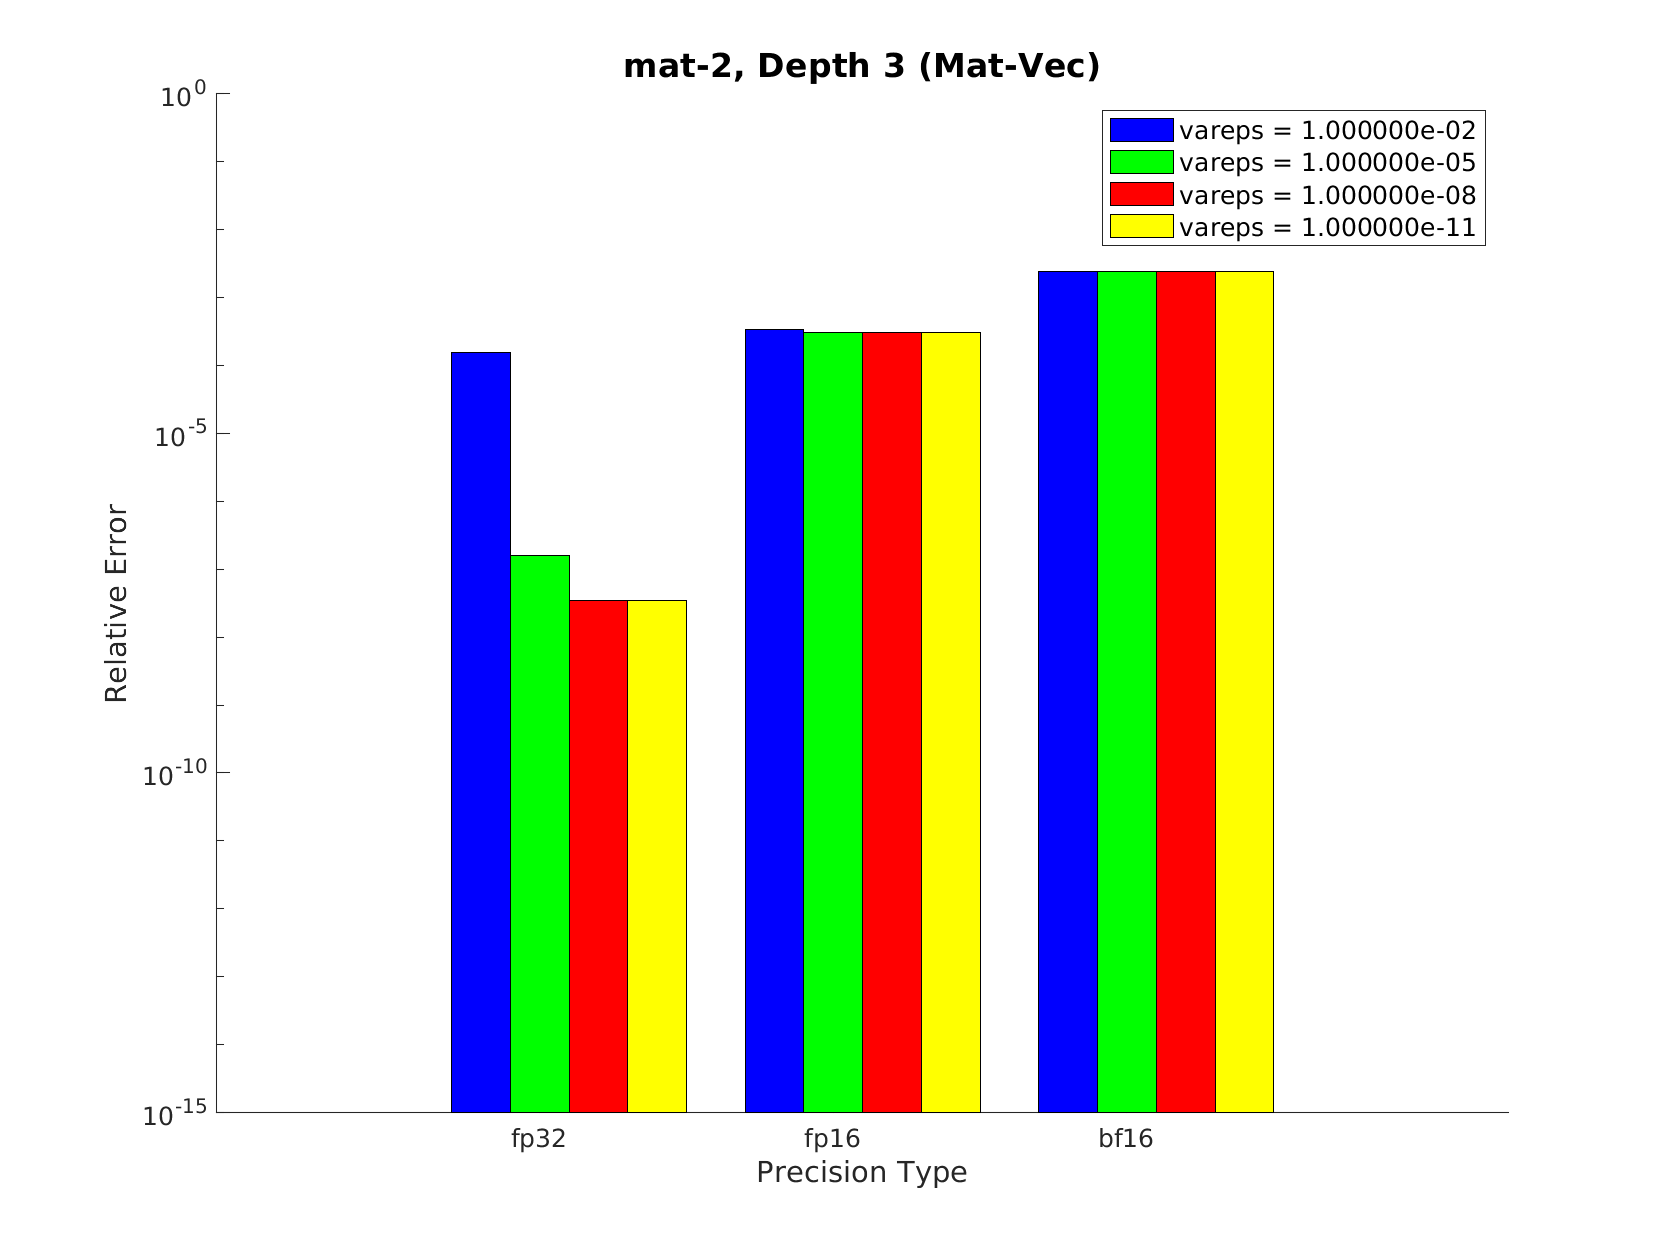 mat-2, Depth 3 (Mat-Vec)
10^0
vareps = 1.000000e-02
vareps = 1.000000e-05
vareps = 1.000000e-08
vareps = 1.000000e-11
10^-5
Relative Error
10^-10
10^-15
fp32 fp16 bf16
Precision Type